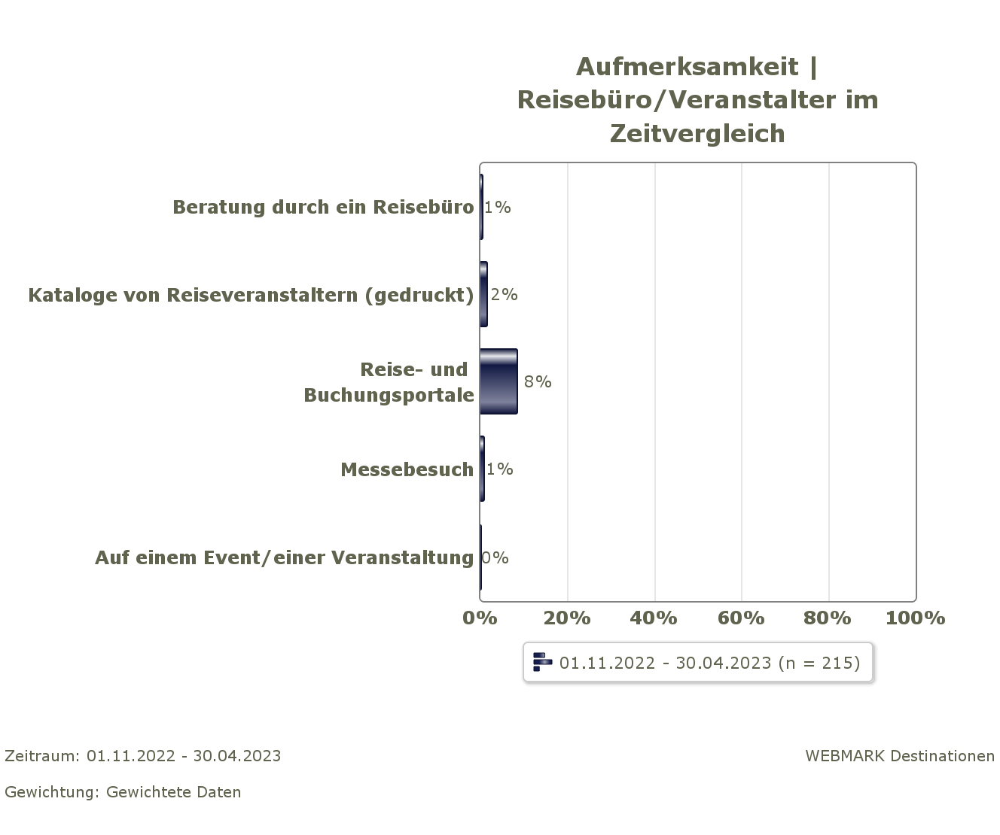 Aufmerksamkeit |
Reisebüro/Veranstalter im
Zeitvergleich
Beratung durch ein Reisebüro 1%
Kataloge von Reiseveranstaltern (gedruckt) 2%
Reise- und
Buchungsportale 8%
Messebesuch 1%
Auf einem Event/einer Veranstaltung 0%
0% 20% 40% 60% 80% 100%
01.11.2022 - 30.04.2023 (n = 215)
Zeitraum: 01.11.2022 - 30.04.2023 WEBMARK Destinationen
Gewichtung: Gewichtete Daten